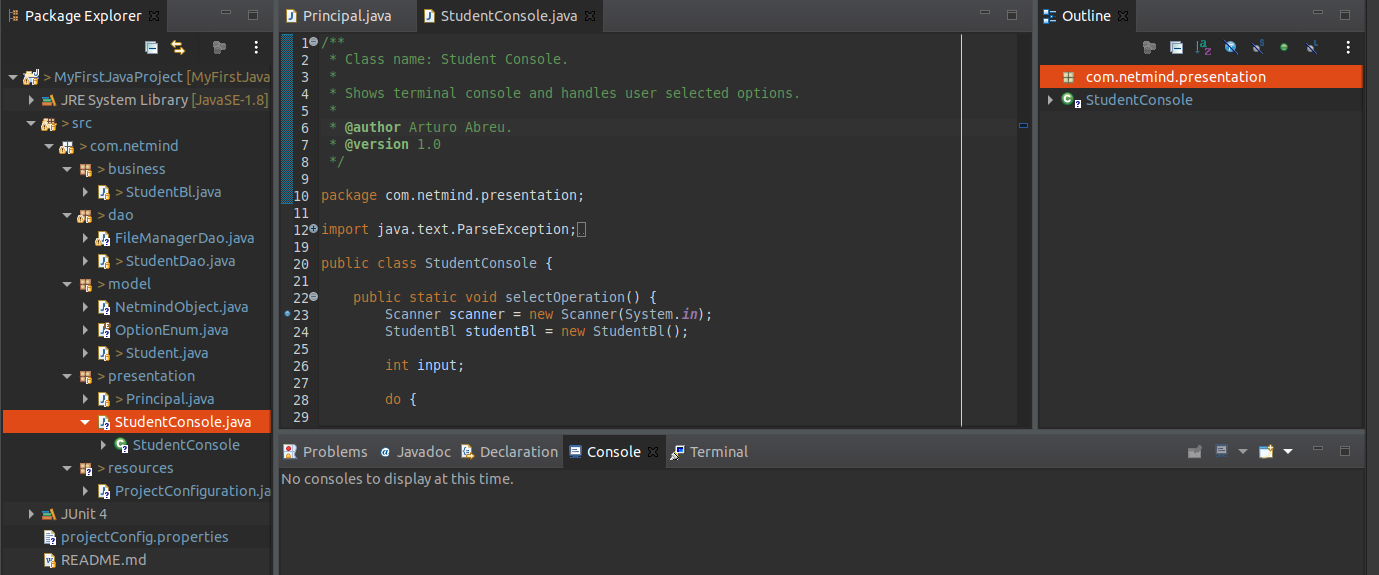 Package Explorer
> MyFirstJavaProject [MyFirstJava
JRE System Library [JavaSE-1.8]
> src
> com.netmind
> business
> StudentBl.java
> dao
FileManagerDao.java
> StudentDao.java
> model
NetmindObject.java
OptionEnum.java
> Student.java
> presentation
> Principal.java
StudentConsole.java
StudentConsole
> resources
ProjectConfiguration.ja
JUnit 4
projectConfig.properties
README.md
Principal.java
StudentConsole.java
1 /**
2 * Class name: Student Console.
3 *
4 * Shows terminal console and handles user selected options.
5 *
6 * @author Arturo Abreu.
7 * @version 1.0
8 */
9
10 package com.netmind.presentation;
11
12 import java.text.ParseException;
19
20 public class StudentConsole {
21
22 public static void selectOperation() {
23 Scanner scanner = new Scanner(System.in);
24 StudentBl studentBl = new StudentBl();
25
26 int input;
27
28 do {
29
Problems
Javadoc
Declaration
Console
Terminal
No consoles to display at this time.
Outline
com.netmind.presentation
StudentConsole